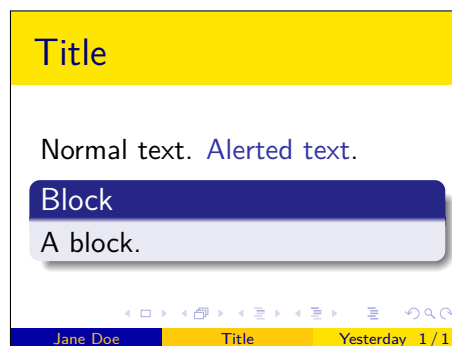 Title
Normal text. Alerted text.
Block
A block.
Jane Doe Title Yesterday 1 / 1